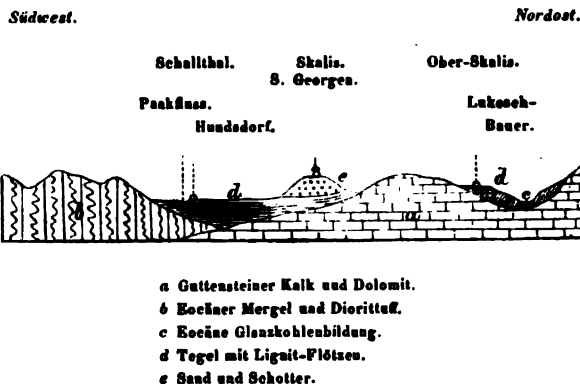 Südwest. Nordost.
Schallthal. Skalis. Ober-Skalis.
S. Georgen.
Paakfluss. Lukesch-
Hundsdorf. Bauer.
d e d
b a e
a Guttensteiner Kalk und Dolomit.
b Eocäner Mergel und Diorittuff.
c Eocäne Glanzkohlenbildung.
d Tegel mit Lignit-Flötzen.
e Sand und Schotter.